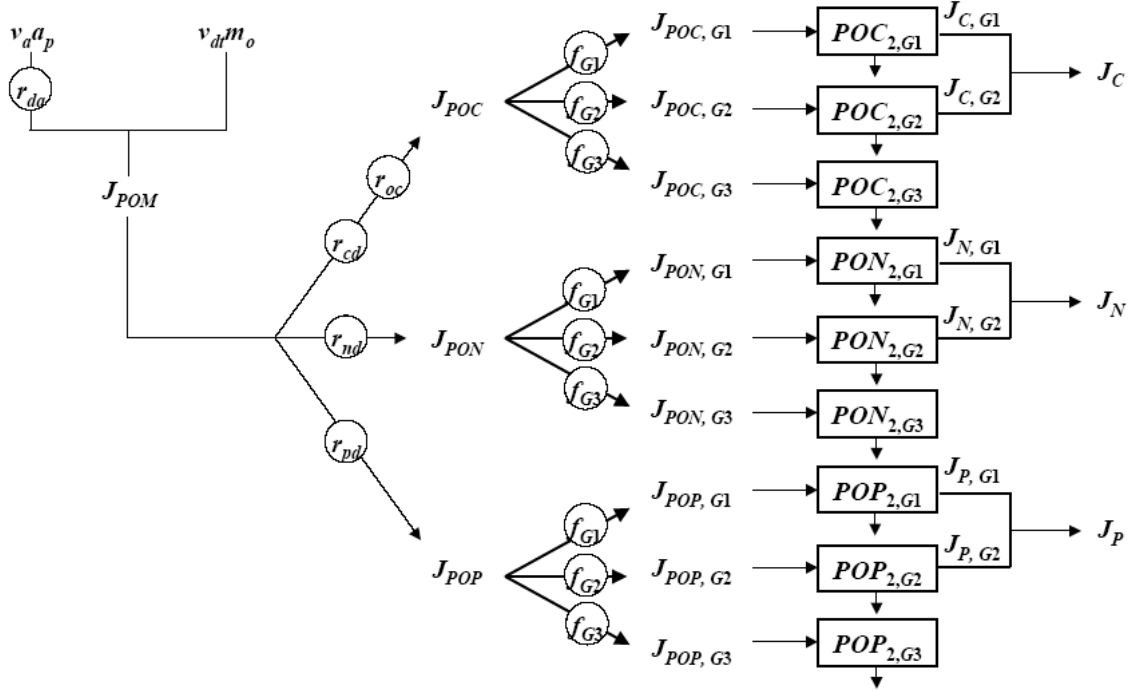 v_a a_p
v_dt m_o
r_da
J_POM
r_oc
r_cd
r_nd
r_pd
J_POC
f_G1
f_G2
f_G3
J_POC, G1
J_POC, G2
J_POC, G3
POC_2,G1
POC_2,G2
POC_2,G3
J_C, G1
J_C, G2
J_C
J_PON
f_G1
f_G2
f_G3
J_PON, G1
J_PON, G2
J_PON, G3
PON_2,G1
PON_2,G2
PON_2,G3
J_N, G1
J_N, G2
J_N
J_POP
f_G1
f_G2
f_G3
J_POP, G1
J_POP, G2
J_POP, G3
POP_2,G1
POP_2,G2
POP_2,G3
J_P, G1
J_P, G2
J_P